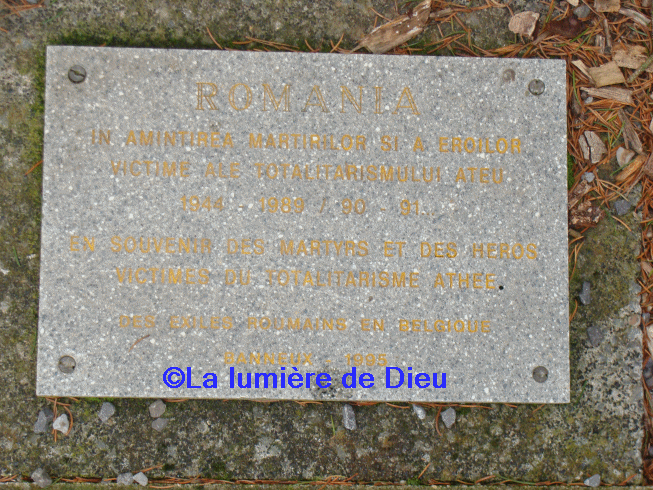 ROMANIA
IN AMINTIREA MARTIRILOR SI A EROILOR
VICTIME ALE TOTALITARISMULUI ATEU
1944 - 1989 / 90 - 91
EN SOUVENIR DES MARTYRS ET DES HEROS
VICTIMES DU TOTALITARISME ATHEE.
DES EXILES ROUMAINS EN BELGIQUE
BANNEUX - 1995
©La lumière de Dieu